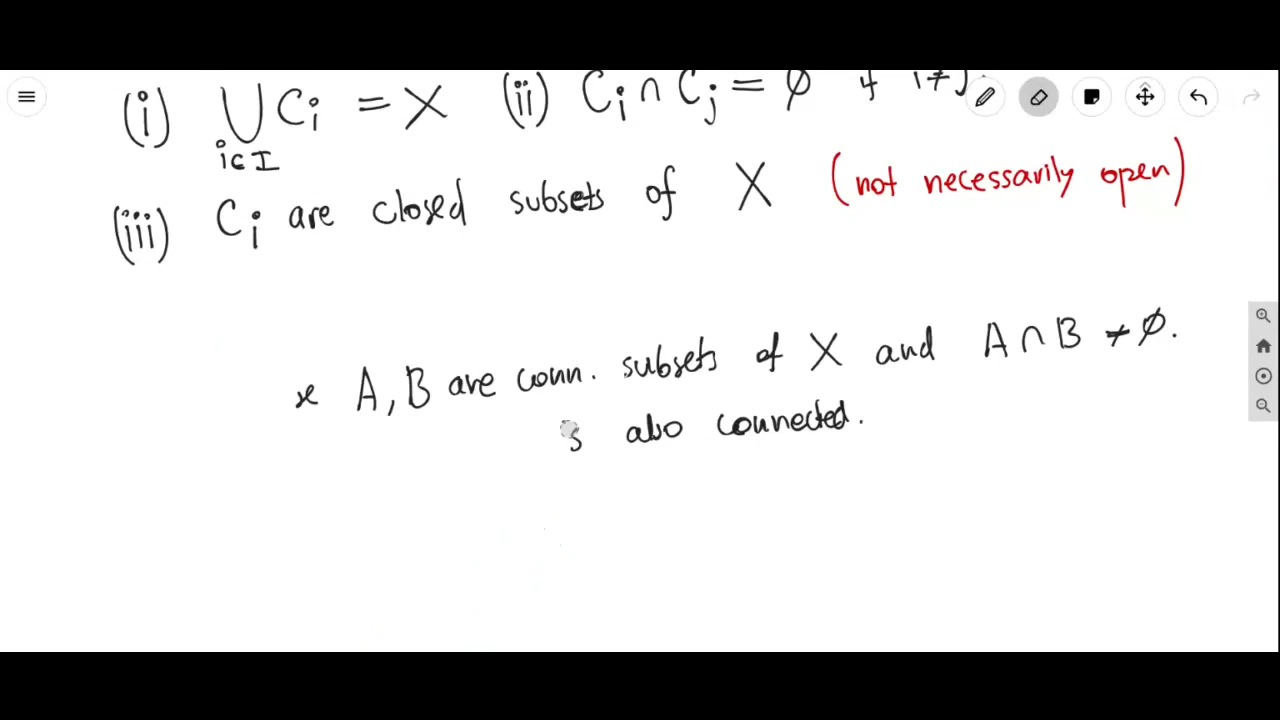 (i) ⋃ Cᵢ = X (ii) Cᵢ ∩ Cⱼ = ∅ if i ≠ j.
i ∈ I
(iii) Cᵢ are closed subsets of X (not necessarily open)
* A, B are conn. subsets of X and A ∩ B ≠ ∅.
s also connected.